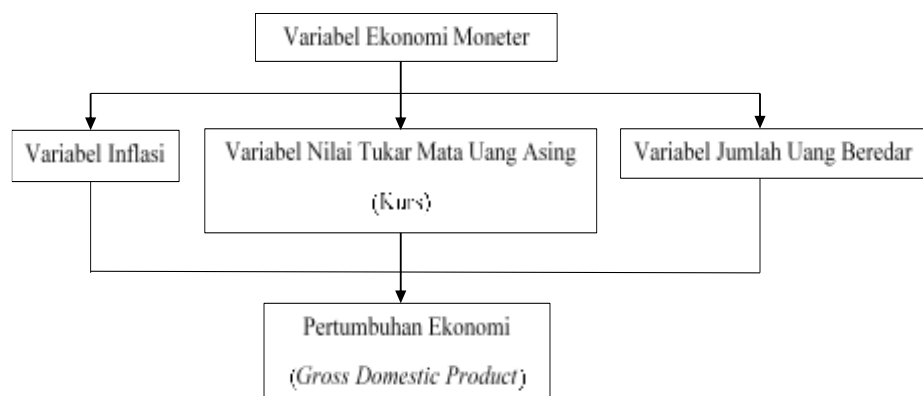 Variabel Ekonomi Moneter
Variabel Inflasi
Variabel Nilai Tukar Mata Uang Asing
(Kurs)
Variabel Jumlah Uang Beredar
Pertumbuhan Ekonomi
(Gross Domestic Product)